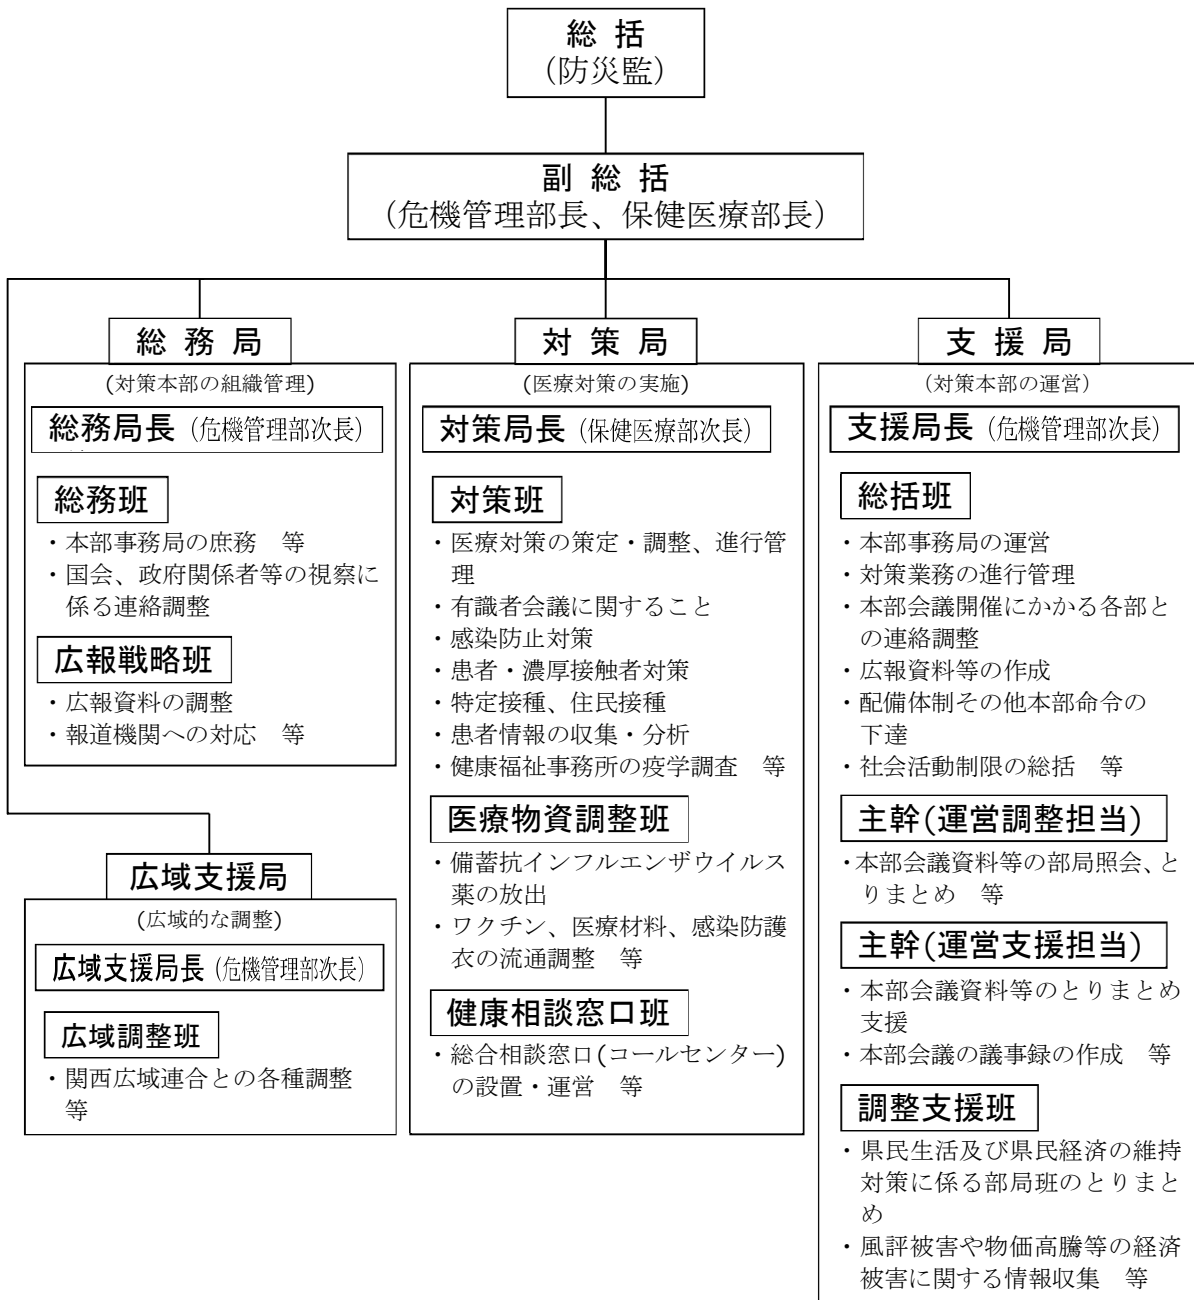 総 括
（防災監）
副 総 括
（危機管理部長、保健医療部長）
総 務 局
(対策本部の組織管理)
総務局長（危機管理部次長）
総務班
・本部事務局の庶務　等
・国会、政府関係者等の視察に
係る連絡調整
広報戦略班
・広報資料の調整
・報道機関への対応　等
広域支援局
(広域的な調整)
広域支援局長（危機管理部次長）
広域調整班
・関西広域連合との各種調整
等
対 策 局
(医療対策の実施)
対策局長（保健医療部次長）
対策班
・医療対策の策定・調整、進行管
理
・有識者会議に関すること
・感染防止対策
・患者・濃厚接触者対策
・特定接種、住民接種
・患者情報の収集・分析
・健康福祉事務所の疫学調査　等
医療物資調整班
・備蓄抗インフルエンザウイルス
薬の放出
・ワクチン、医療材料、感染防護
衣の流通調整　等
健康相談窓口班
・総合相談窓口(コールセンター)
の設置・運営　等
支 援 局
（対策本部の運営）
支援局長（危機管理部次長）
総括班
・本部事務局の運営
・対策業務の進行管理
・本部会議開催にかかる各部と
の連絡調整
・広報資料等の作成
・配備体制その他本部命令の
下達
・社会活動制限の総括　等
主幹(運営調整担当)
・本部会議資料等の部局照会、と
りまとめ　等
主幹(運営支援担当)
・本部会議資料等のとりまとめ
支援
・本部会議の議事録の作成　等
調整支援班
・県民生活及び県民経済の維持
対策に係る部局班のとりまと
め
・風評被害や物価高騰等の経済
被害に関する情報収集　等